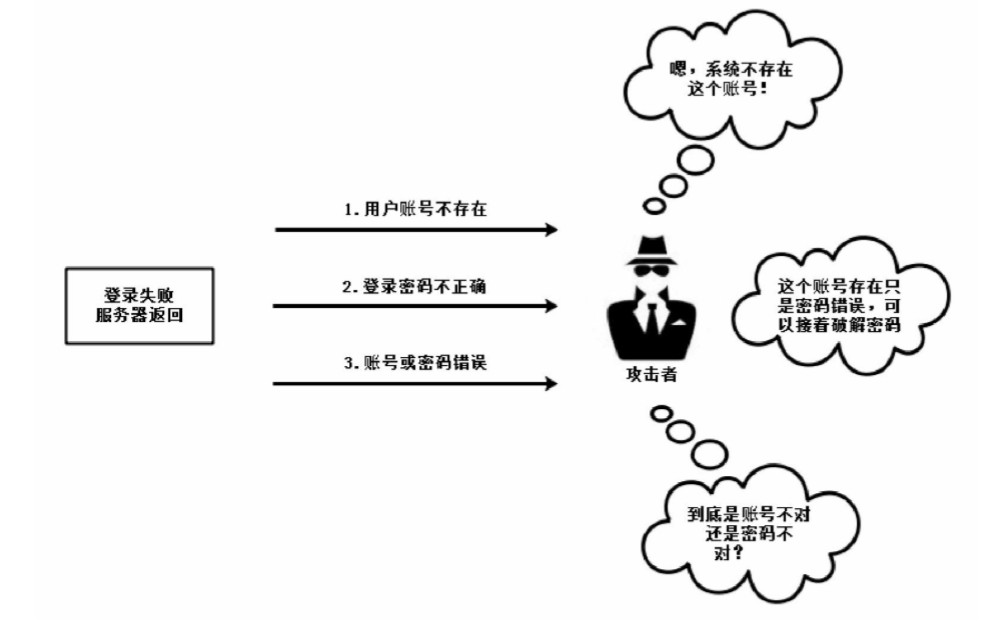 嗯，系统不存在
这个账号！
1.用户账号不存在
登录失败
服务器返回
2.登录密码不正确
3.账号或密码错误
攻击者
这个账号存在只
是密码错误，可
以接着破解密码
到底是账号不对
还是密码不
对？